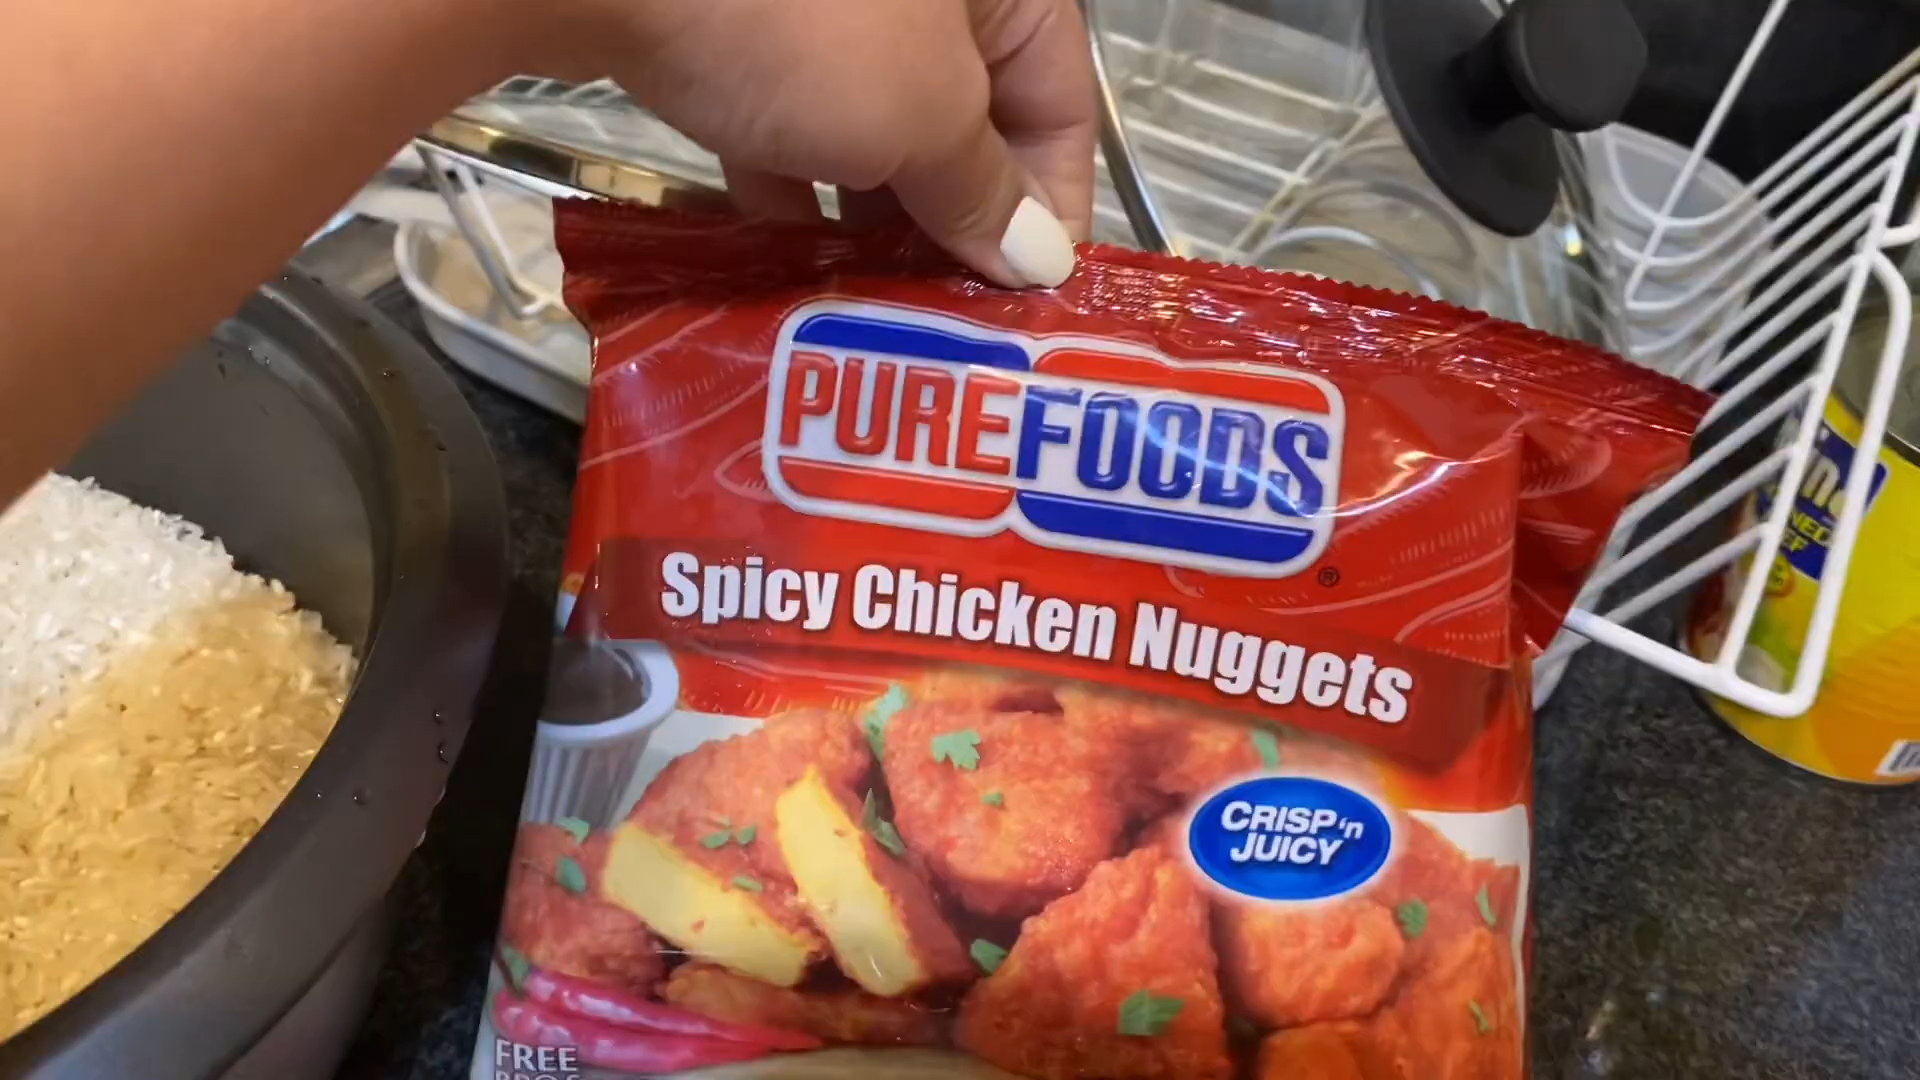 PUREFOODS
®
Spicy Chicken Nuggets
CRISP 'n
JUICY
FREE